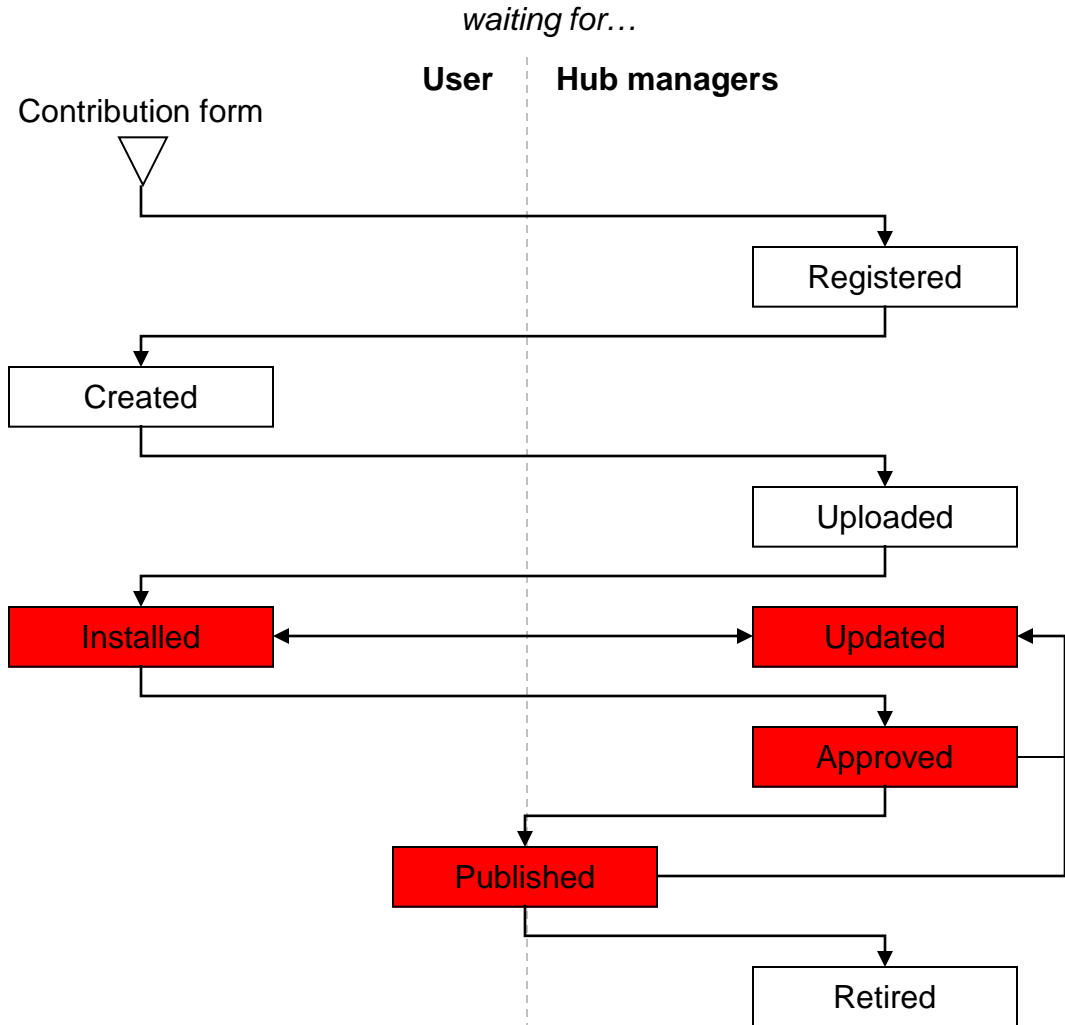 waiting for…
User
Hub managers
Contribution form
Registered
Created
Uploaded
Installed
Updated
Approved
Published
Retired